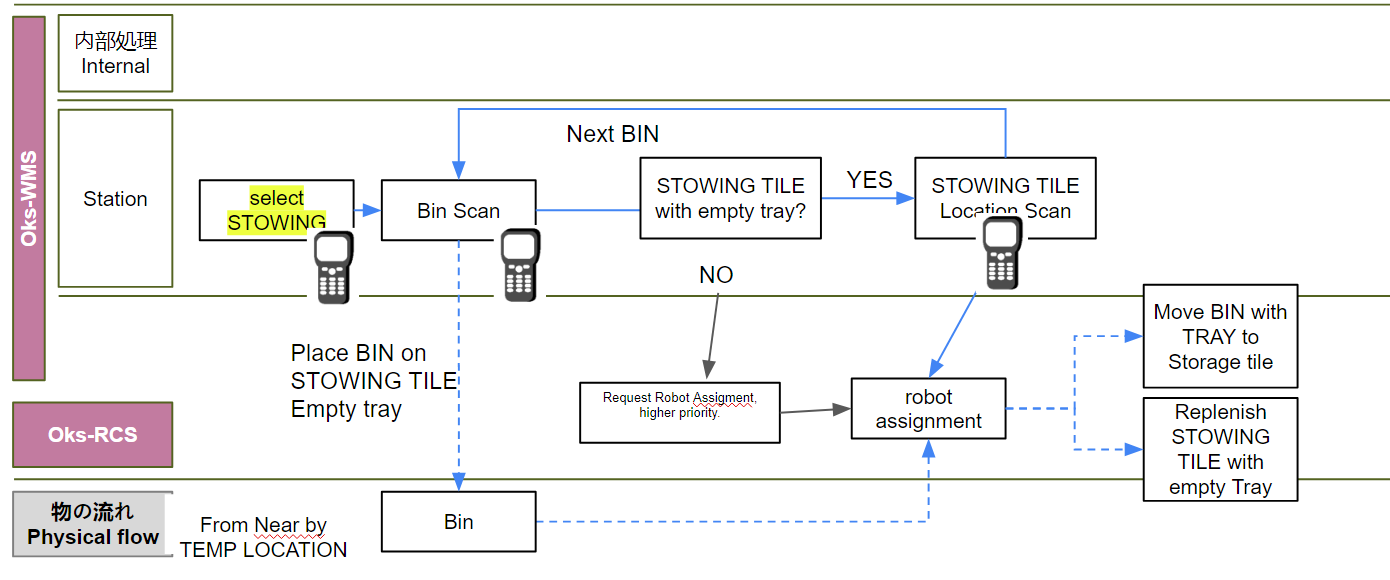 Oks-WMS
内部処理
Internal
Station
select
STOWING
Bin Scan
Next BIN
STOWING TILE
with empty tray?
YES
STOWING TILE
Location Scan
NO
Place BIN on
STOWING TILE
Empty tray
Request Robot Assigment,
higher priority.
robot
assignment
Move BIN with
TRAY to
Storage tile
Replenish
STOWING
TILE with
empty Tray
Oks-RCS
物の流れ
Physical flow
From Near by
TEMP LOCATION
Bin